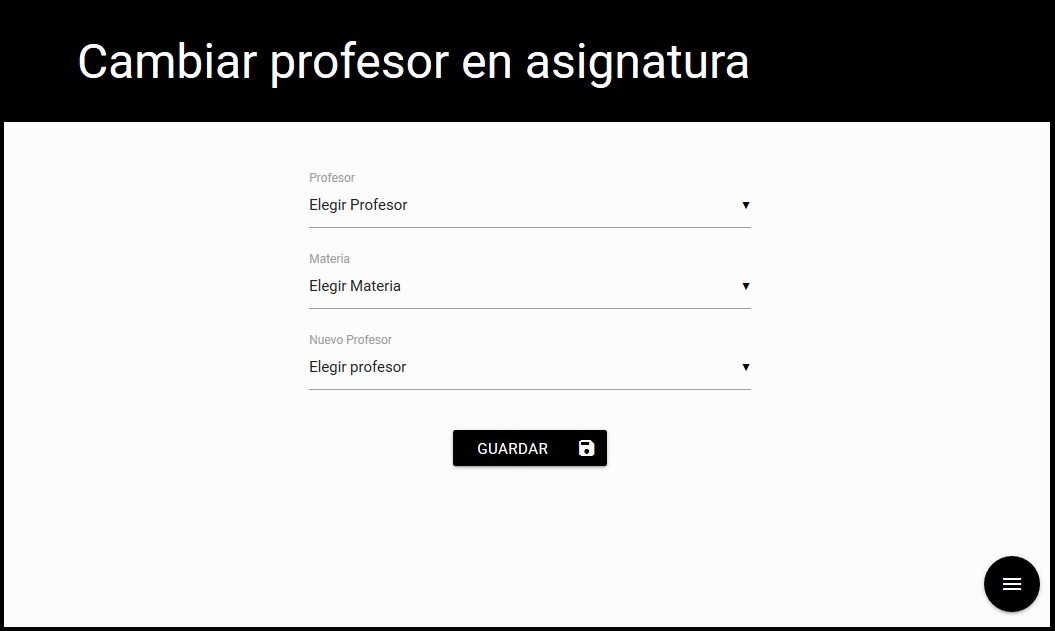 Cambiar profesor en asignatura
Profesor
Elegir Profesor
Materia
Elegir Materia
Nuevo Profesor
Elegir profesor
GUARDAR